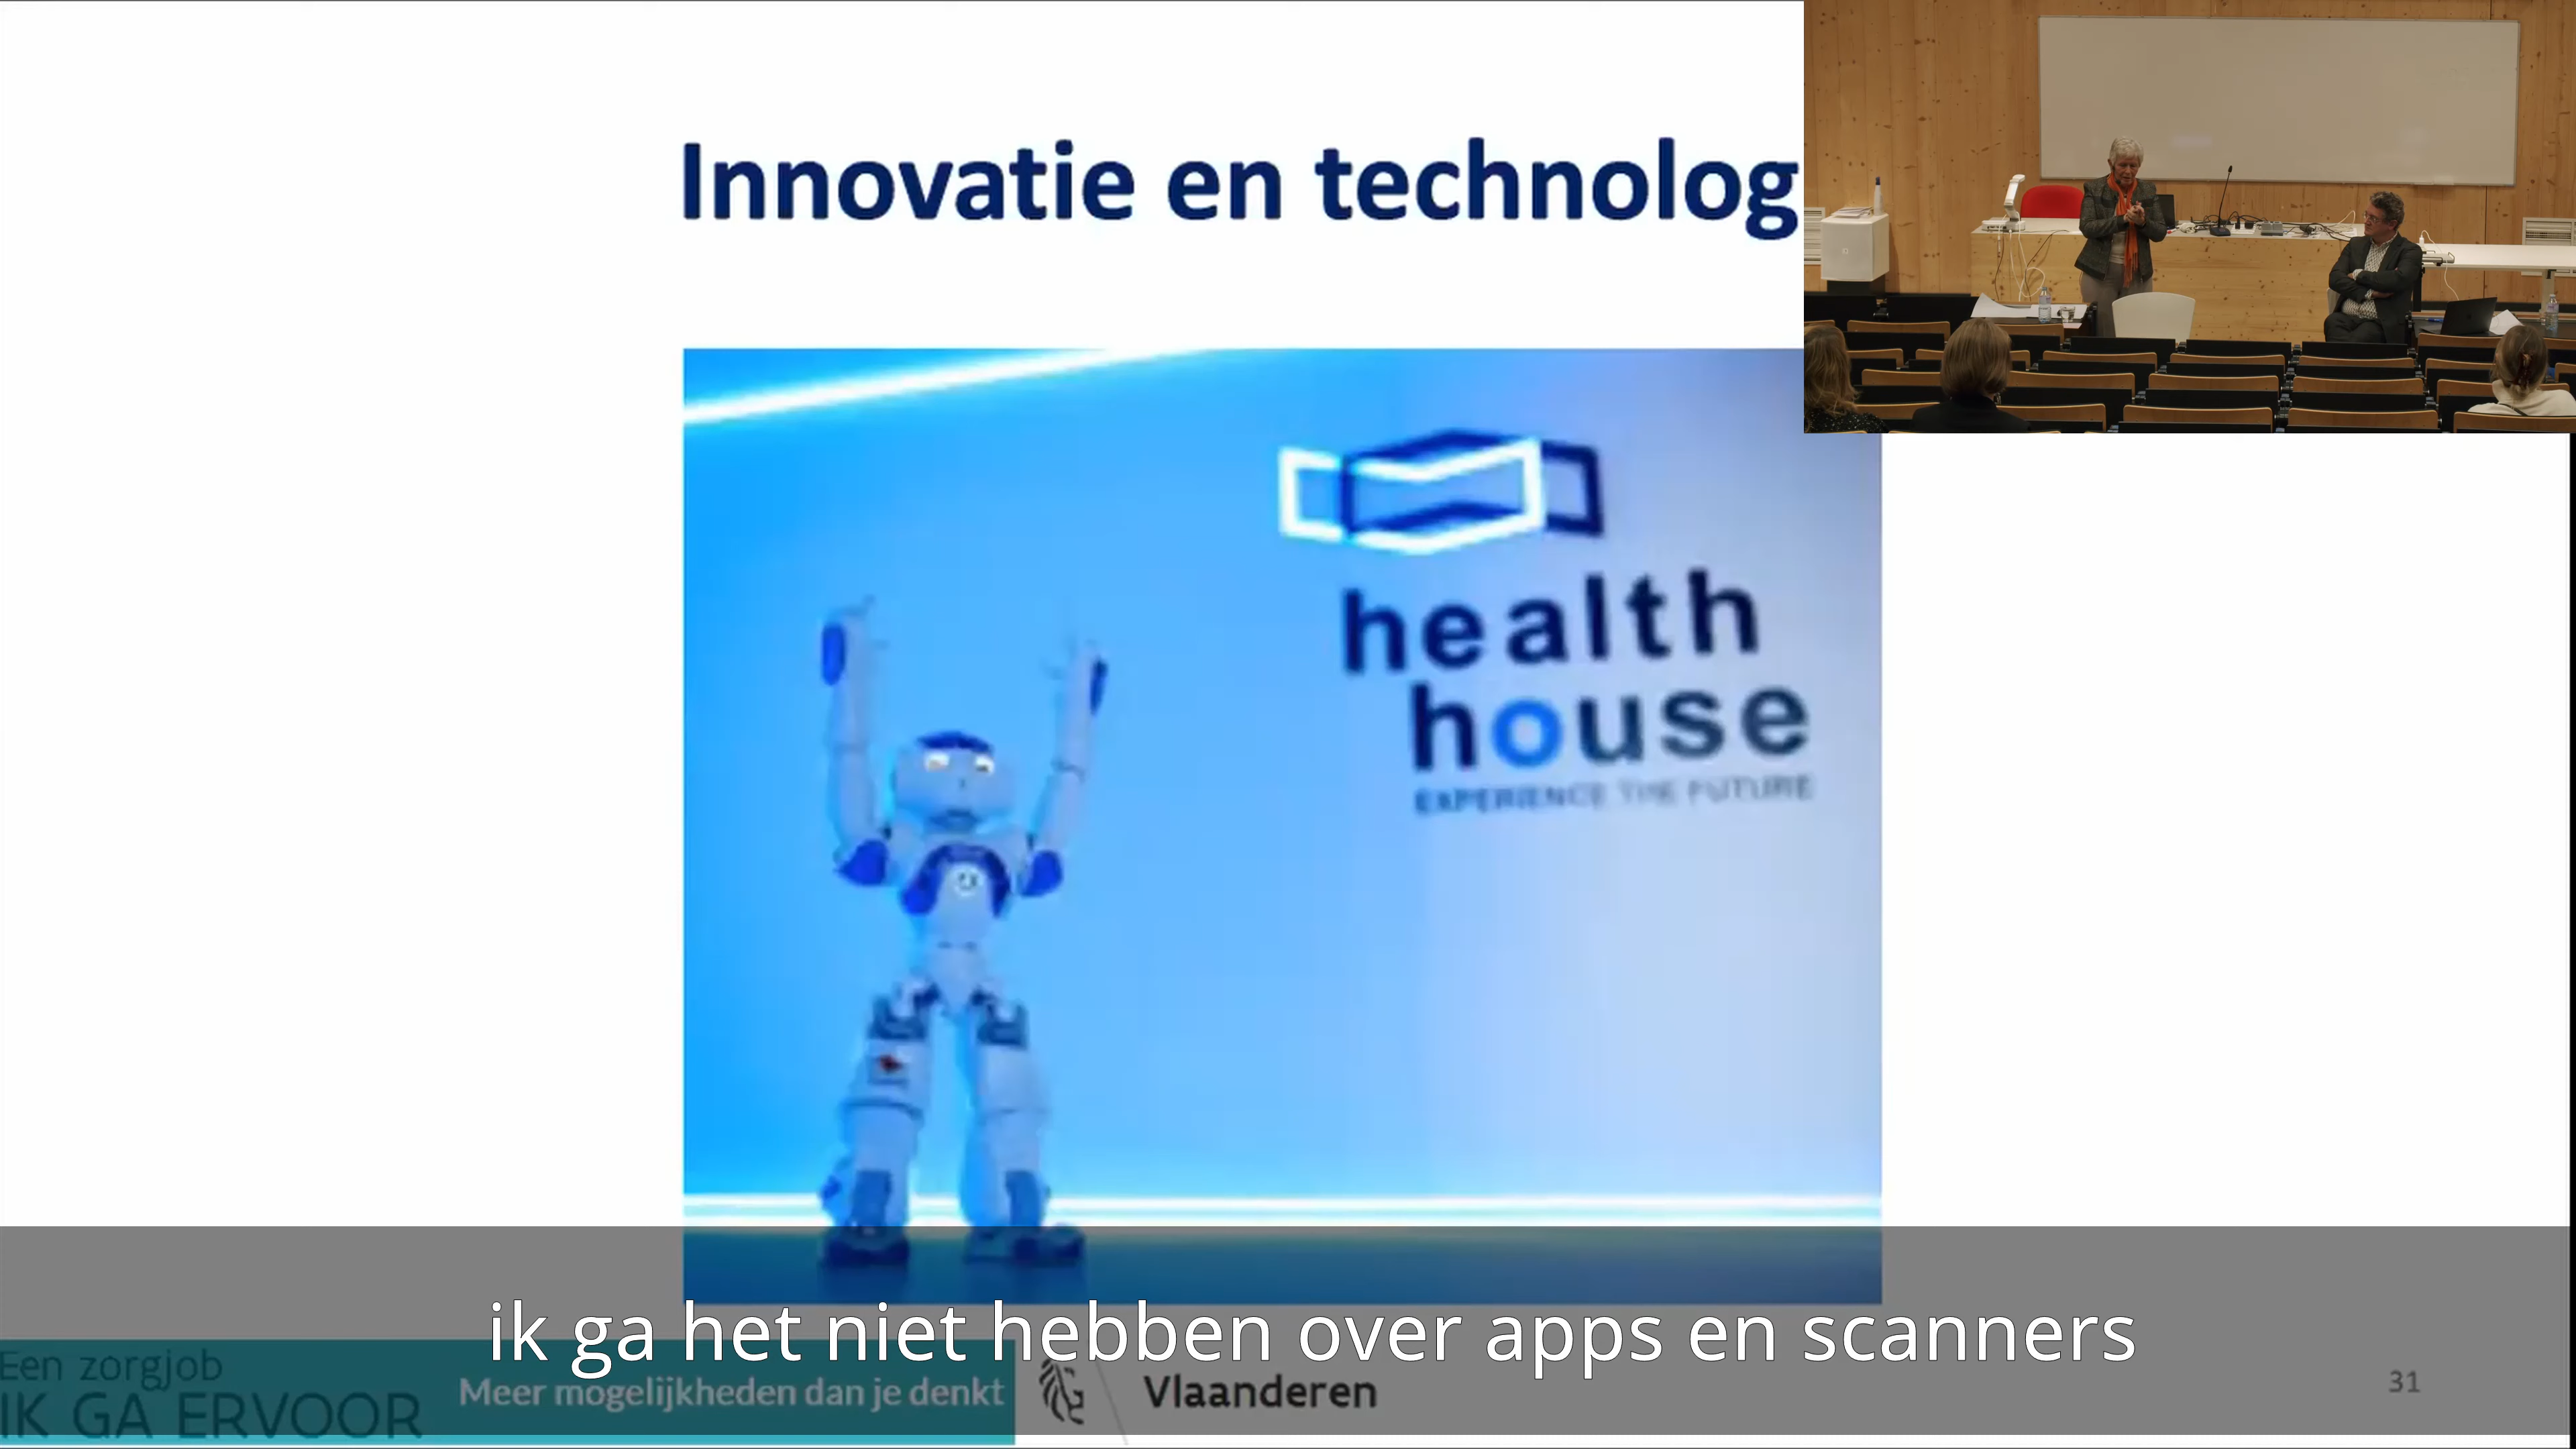 Innovatie en technolog
health
house
EXPERIENCE THE FUTURE
ik ga het niet hebben over apps en scanners
Een zorgjob
IK GA ERVOOR
Meer mogelijkheden dan je denkt
Vlaanderen
31